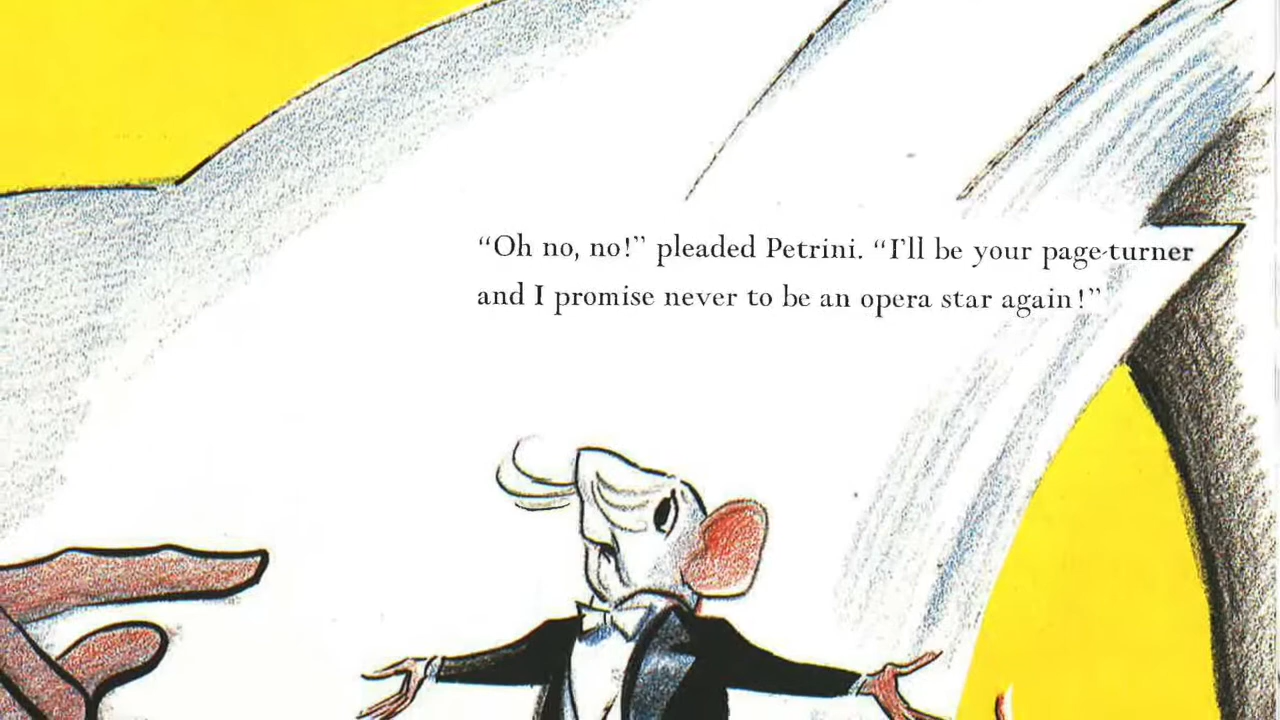 “Oh no, no!” pleaded Petrini. “I’ll be your page-turner
and I promise never to be an opera star again!”